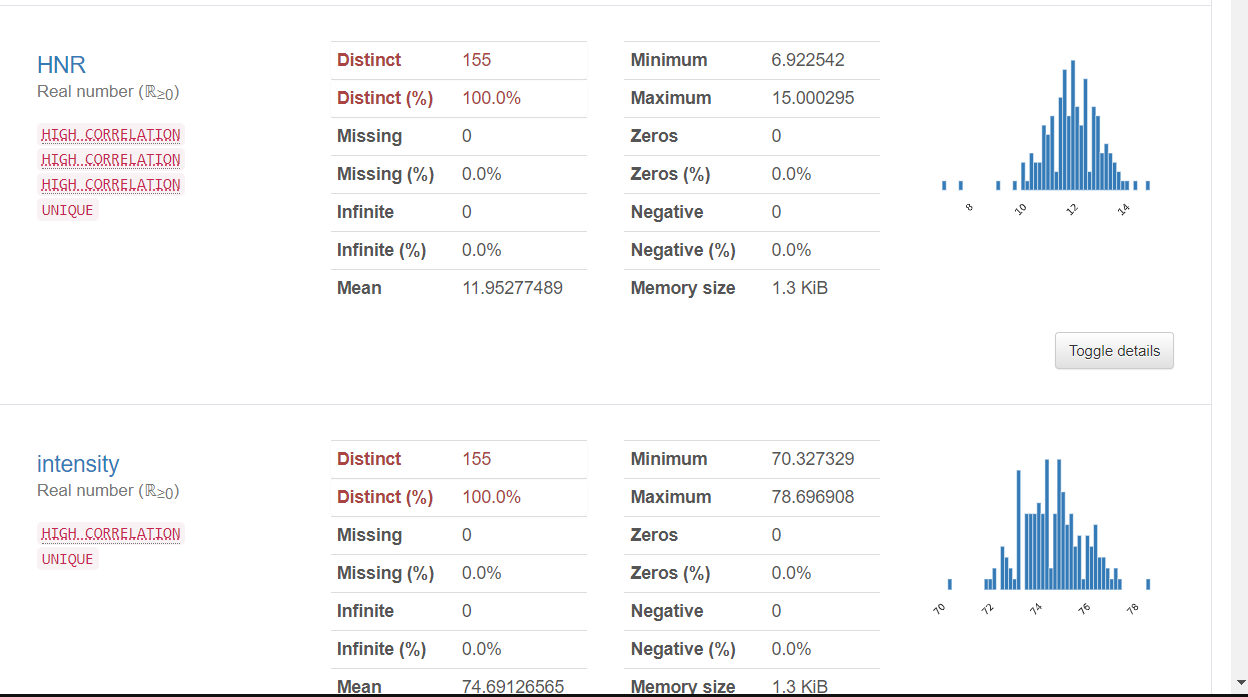 HNR
Real number (ℝ≥0)
HIGH CORRELATION
HIGH CORRELATION
HIGH CORRELATION
UNIQUE
Distinct 155
Distinct (%) 100.0%
Missing 0
Missing (%) 0.0%
Infinite 0
Infinite (%) 0.0%
Mean 11.95277489
Minimum 6.922542
Maximum 15.000295
Zeros 0
Zeros (%) 0.0%
Negative 0
Negative (%) 0.0%
Memory size 1.3 KiB
8 10 12 14
Toggle details
intensity
Real number (ℝ≥0)
HIGH CORRELATION
UNIQUE
Distinct 155
Distinct (%) 100.0%
Missing 0
Missing (%) 0.0%
Infinite 0
Infinite (%) 0.0%
Mean 74.69126565
Minimum 70.327329
Maximum 78.696908
Zeros 0
Zeros (%) 0.0%
Negative 0
Negative (%) 0.0%
Memory size 1.3 KiB
70 72 74 76 78